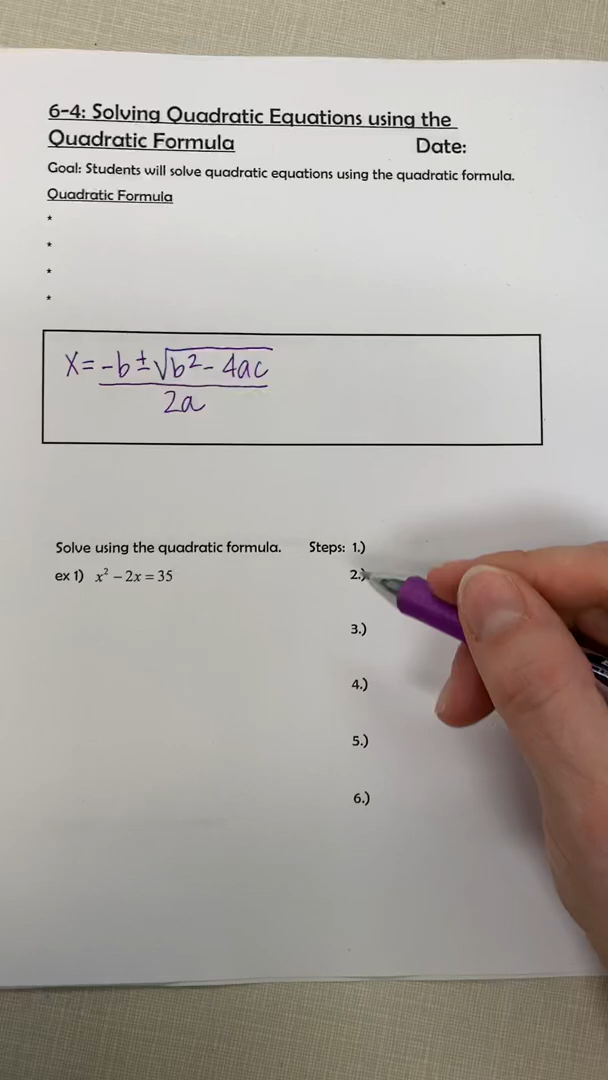 6-4: Solving Quadratic Equations using the
Quadratic Formula Date:
Goal: Students will solve quadratic equations using the quadratic formula.
Quadratic Formula
*
*
*
*
x = -b ± √b² - 4ac
2a
Solve using the quadratic formula. Steps: 1.)
ex 1) x² − 2x = 35 2.)
3.)
4.)
5.)
6.)